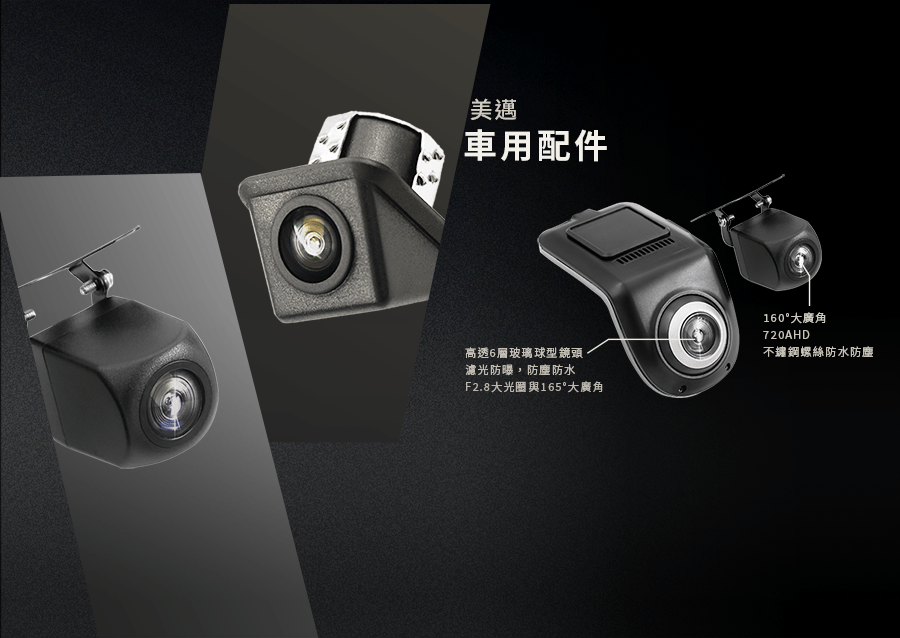 美邁
車用配件
160°大廣角
720AHD
不鏽鋼螺絲防水防塵
高透6層玻璃球型鏡頭
濾光防曝，防塵防水
F2.8大光圈與165°大廣角